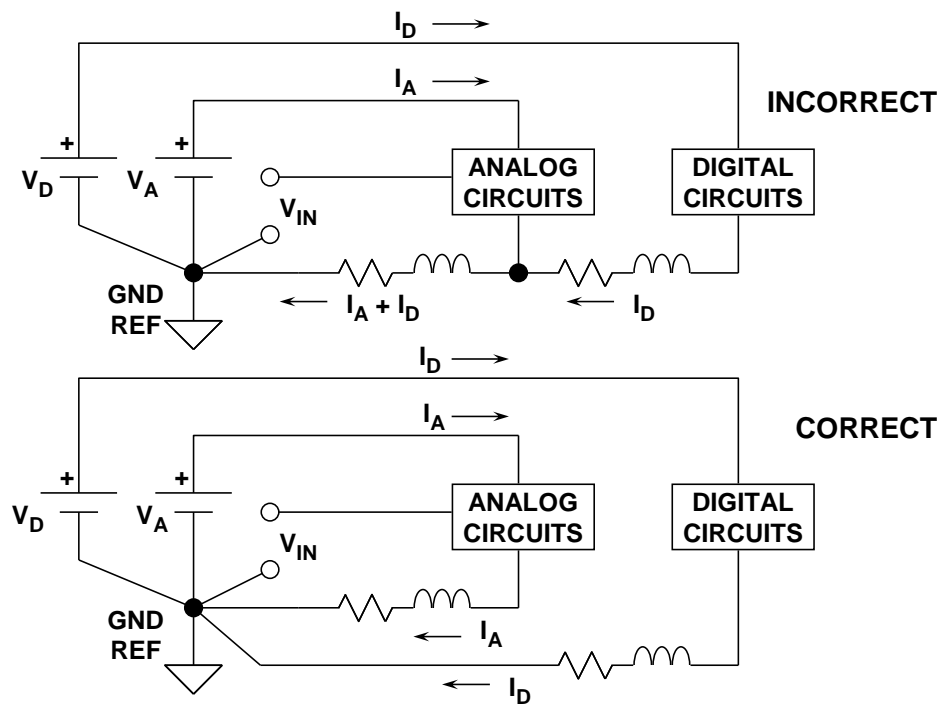 I_D
I_A
INCORRECT
+
+
V_D
V_A
V_IN
ANALOG
CIRCUITS
DIGITAL
CIRCUITS
GND
REF
I_A + I_D
I_D
I_D
I_A
CORRECT
+
+
V_D
V_A
V_IN
ANALOG
CIRCUITS
DIGITAL
CIRCUITS
GND
REF
I_A
I_D